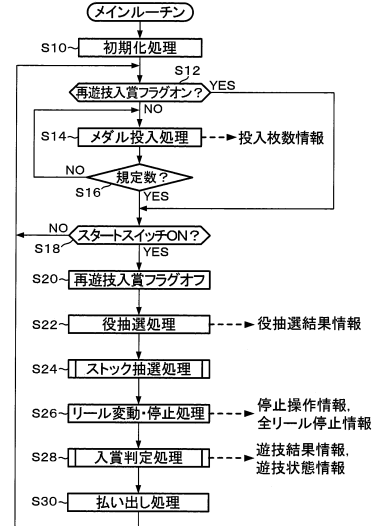 メインルーチン
S10 初期化処理
S12
再遊技入賞フラグオン? YES
NO
S14 メダル投入処理 投入枚数情報
NO 規定数?
S16 YES
NO スタートスイッチON?
S18 YES
S20 再遊技入賞フラグオフ
S22 役抽選処理 役抽選結果情報
S24 ストック抽選処理
S26 リール変動・停止処理 停止操作情報,
全リール停止情報
S28 入賞判定処理 遊技結果情報,
遊技状態情報
S30 払い出し処理